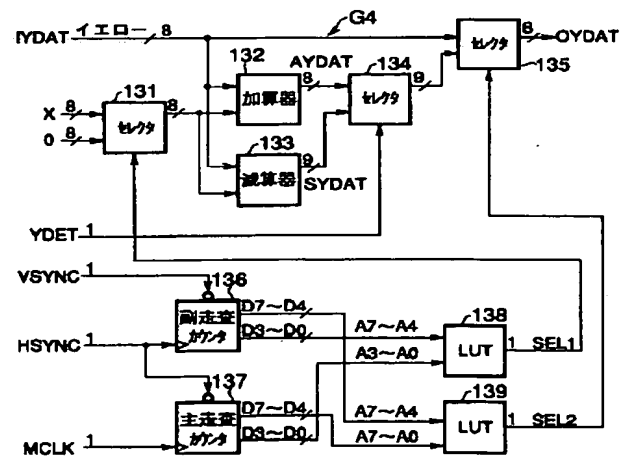 IYDAT イエロー 8
G4
8 OYDAT
セレクタ
135
132
加算器
AYDAT
8
134
セレクタ
9
131
X 8
0 8
セレクタ
8
133
減算器
9
SYDAT
YDET 1
VSYNC 1
136
副走査
カウンタ
D7~D4
D3~D0
HSYNC 1
137
主走査
カウンタ
D7~D4
D3~D0
MCLK 1
A7~A4
A3~A0
138
LUT
1 SEL1
A7~A4
A7~A0
139
LUT
1 SEL2